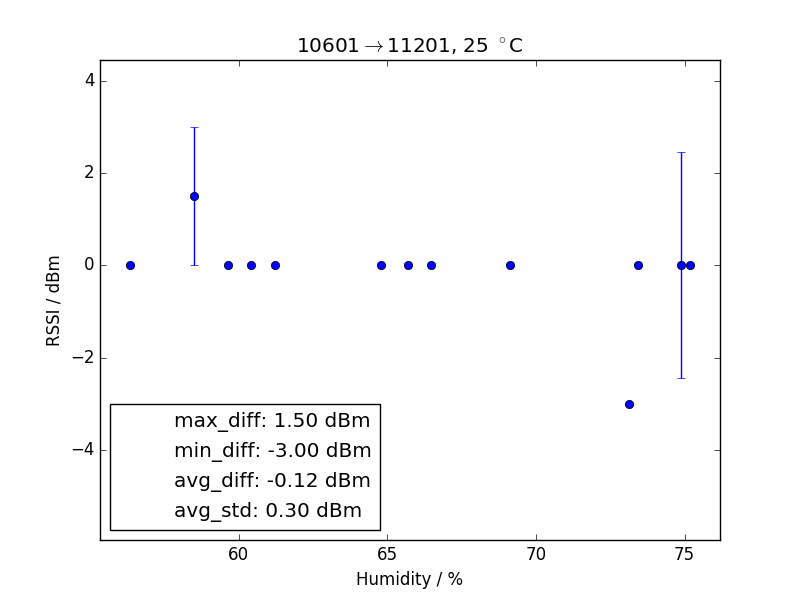 10601→11201, 25 °C
4
2
0
−2
−4
RSSI / dBm
max_diff: 1.50 dBm
min_diff: -3.00 dBm
avg_diff: -0.12 dBm
avg_std: 0.30 dBm
60 65 70 75
Humidity / %